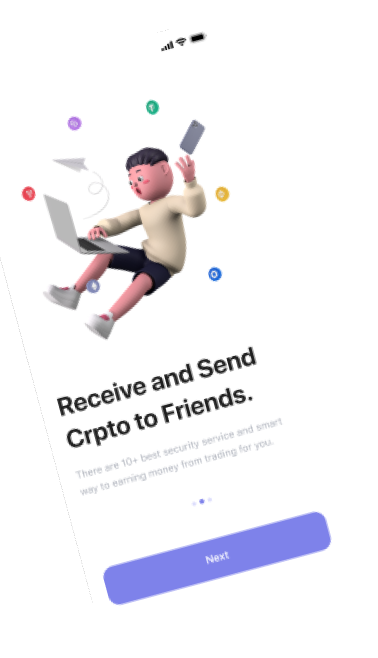 Receive and Send
Crpto to Friends.
There are 10+ best security service and smart
way to earning money from trading for you.
Next